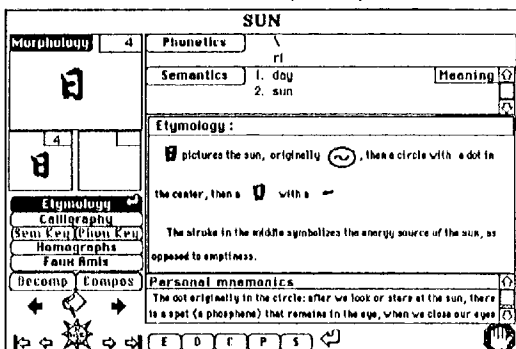 SUN
Morphology 4
Phonetics \
rì
Semantics 1. day Meaning
2. sun
Etymology :
日 pictures the sun, originally , then a circle with a dot in
4
the center, then a with a
The stroke in the middle symbolizes the energy source of the sun, as
opposed to emptiness.
Etymology
Calligraphy
Sem Key Phon Key
Homographs
Faux Amis
Decomp Compos
Personal mnemonics
The dot originally in the circle: after we look or stare at the sun, there
is a spot (a phosphene) that remains in the eye, when we close our eyes
E D C P S